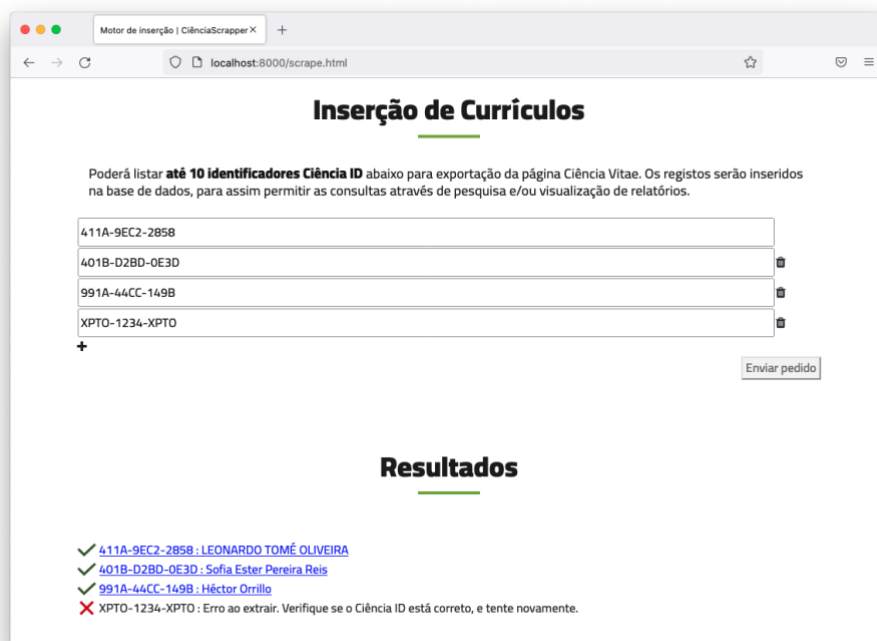 Motor de inserção | CiênciaScrapper
localhost:8000/scrape.html
Inserção de Currículos
Poderá listar até 10 identificadores Ciência ID abaixo para exportação da página Ciência Vitae. Os registos serão inseridos
na base de dados, para assim permitir as consultas através de pesquisa e/ou visualização de relatórios.
411A-9EC2-2858
401B-D2BD-0E3D
991A-44CC-149B
XPTO-1234-XPTO
Enviar pedido
Resultados
411A-9EC2-2858 : LEONARDO TOMÉ OLIVEIRA
401B-D2BD-0E3D : Sofia Ester Pereira Reis
991A-44CC-149B : Héctor Orrillo
XPTO-1234-XPTO : Erro ao extrair. Verifique se o Ciência ID está correto, e tente novamente.